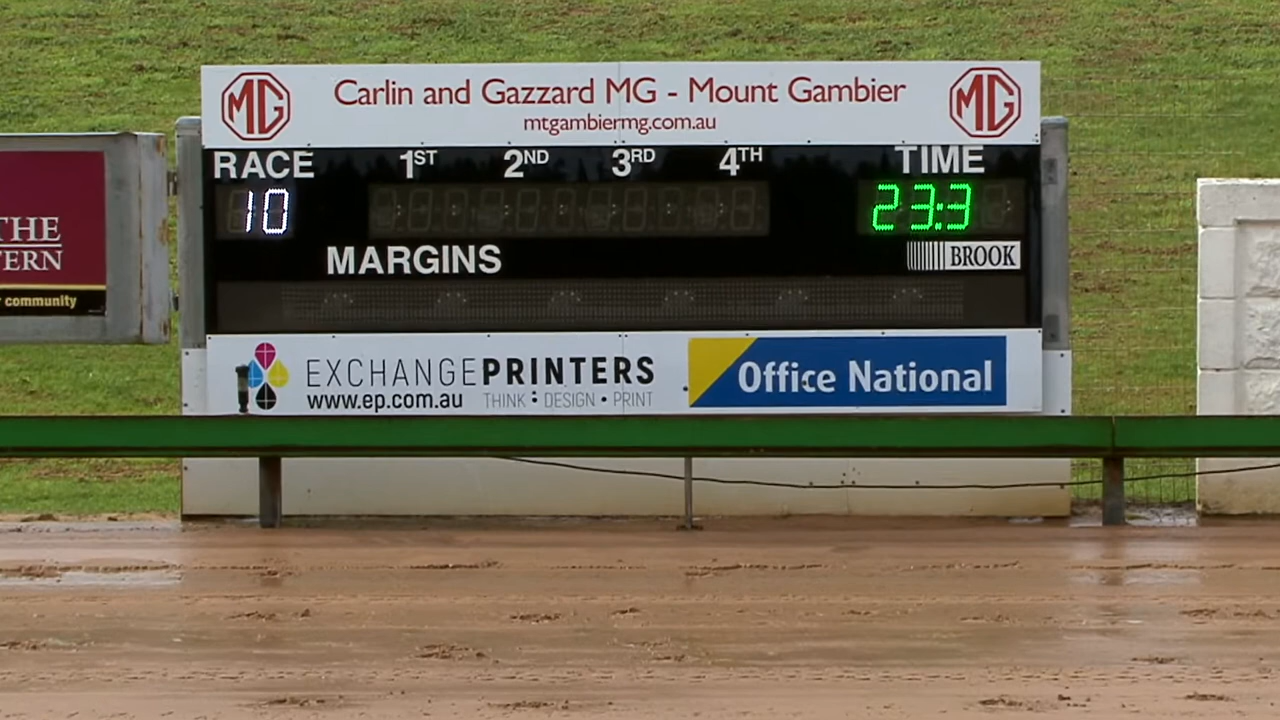 MG
Carlin and Gazzard MG - Mount Gambier
MG
mtgambiermg.com.au
RACE 1ST 2ND 3RD 4TH TIME
10 23:3
MARGINS
BROOK
THE
community
EXCHANGEPRINTERS
www.ep.com.au THINK • DESIGN • PRINT
Office National